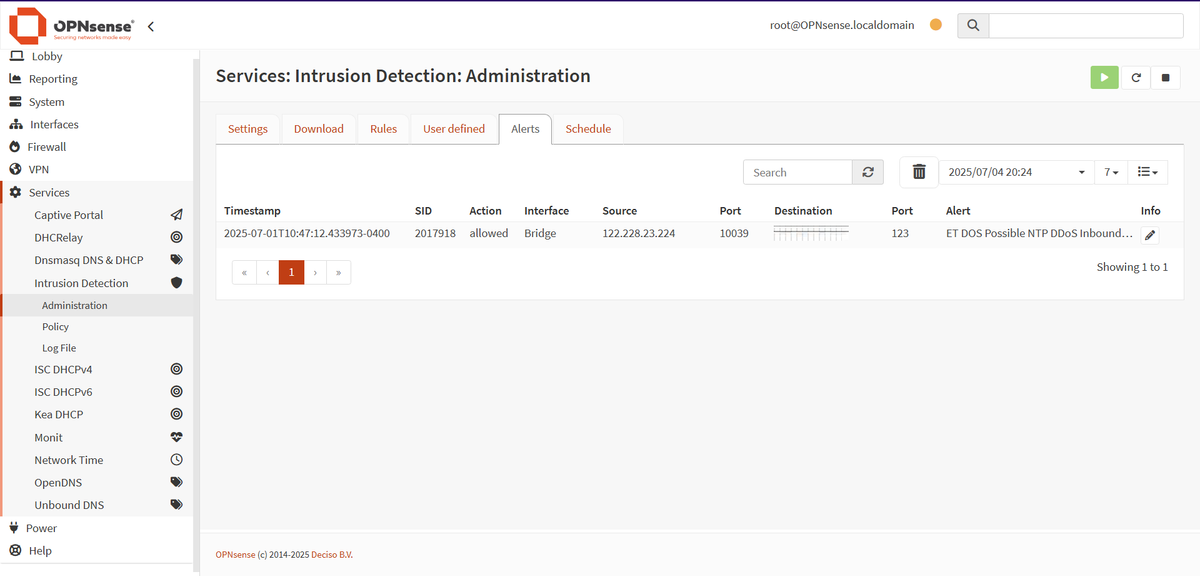 OPNsense®
Securing networks made easy
root@OPNsense.localdomain
Lobby
Reporting
System
Interfaces
Firewall
VPN
Services
Captive Portal
DHCRelay
Dnsmasq DNS & DHCP
Intrusion Detection
Administration
Policy
Log File
ISC DHCPv4
ISC DHCPv6
Kea DHCP
Monit
Network Time
OpenDNS
Unbound DNS
Power
Help
Services: Intrusion Detection: Administration
Settings Download Rules User defined Alerts Schedule
Search 2025/07/04 20:24 7
Timestamp SID Action Interface Source Port Destination Port Alert Info
2025-07-01T10:47:12.433973-0400 2017918 allowed Bridge 122.228.23.224 10039 123 ET DOS Possible NTP DDoS Inbound...
« ‹ 1 › » Showing 1 to 1
OPNsense (c) 2014-2025 Deciso B.V.